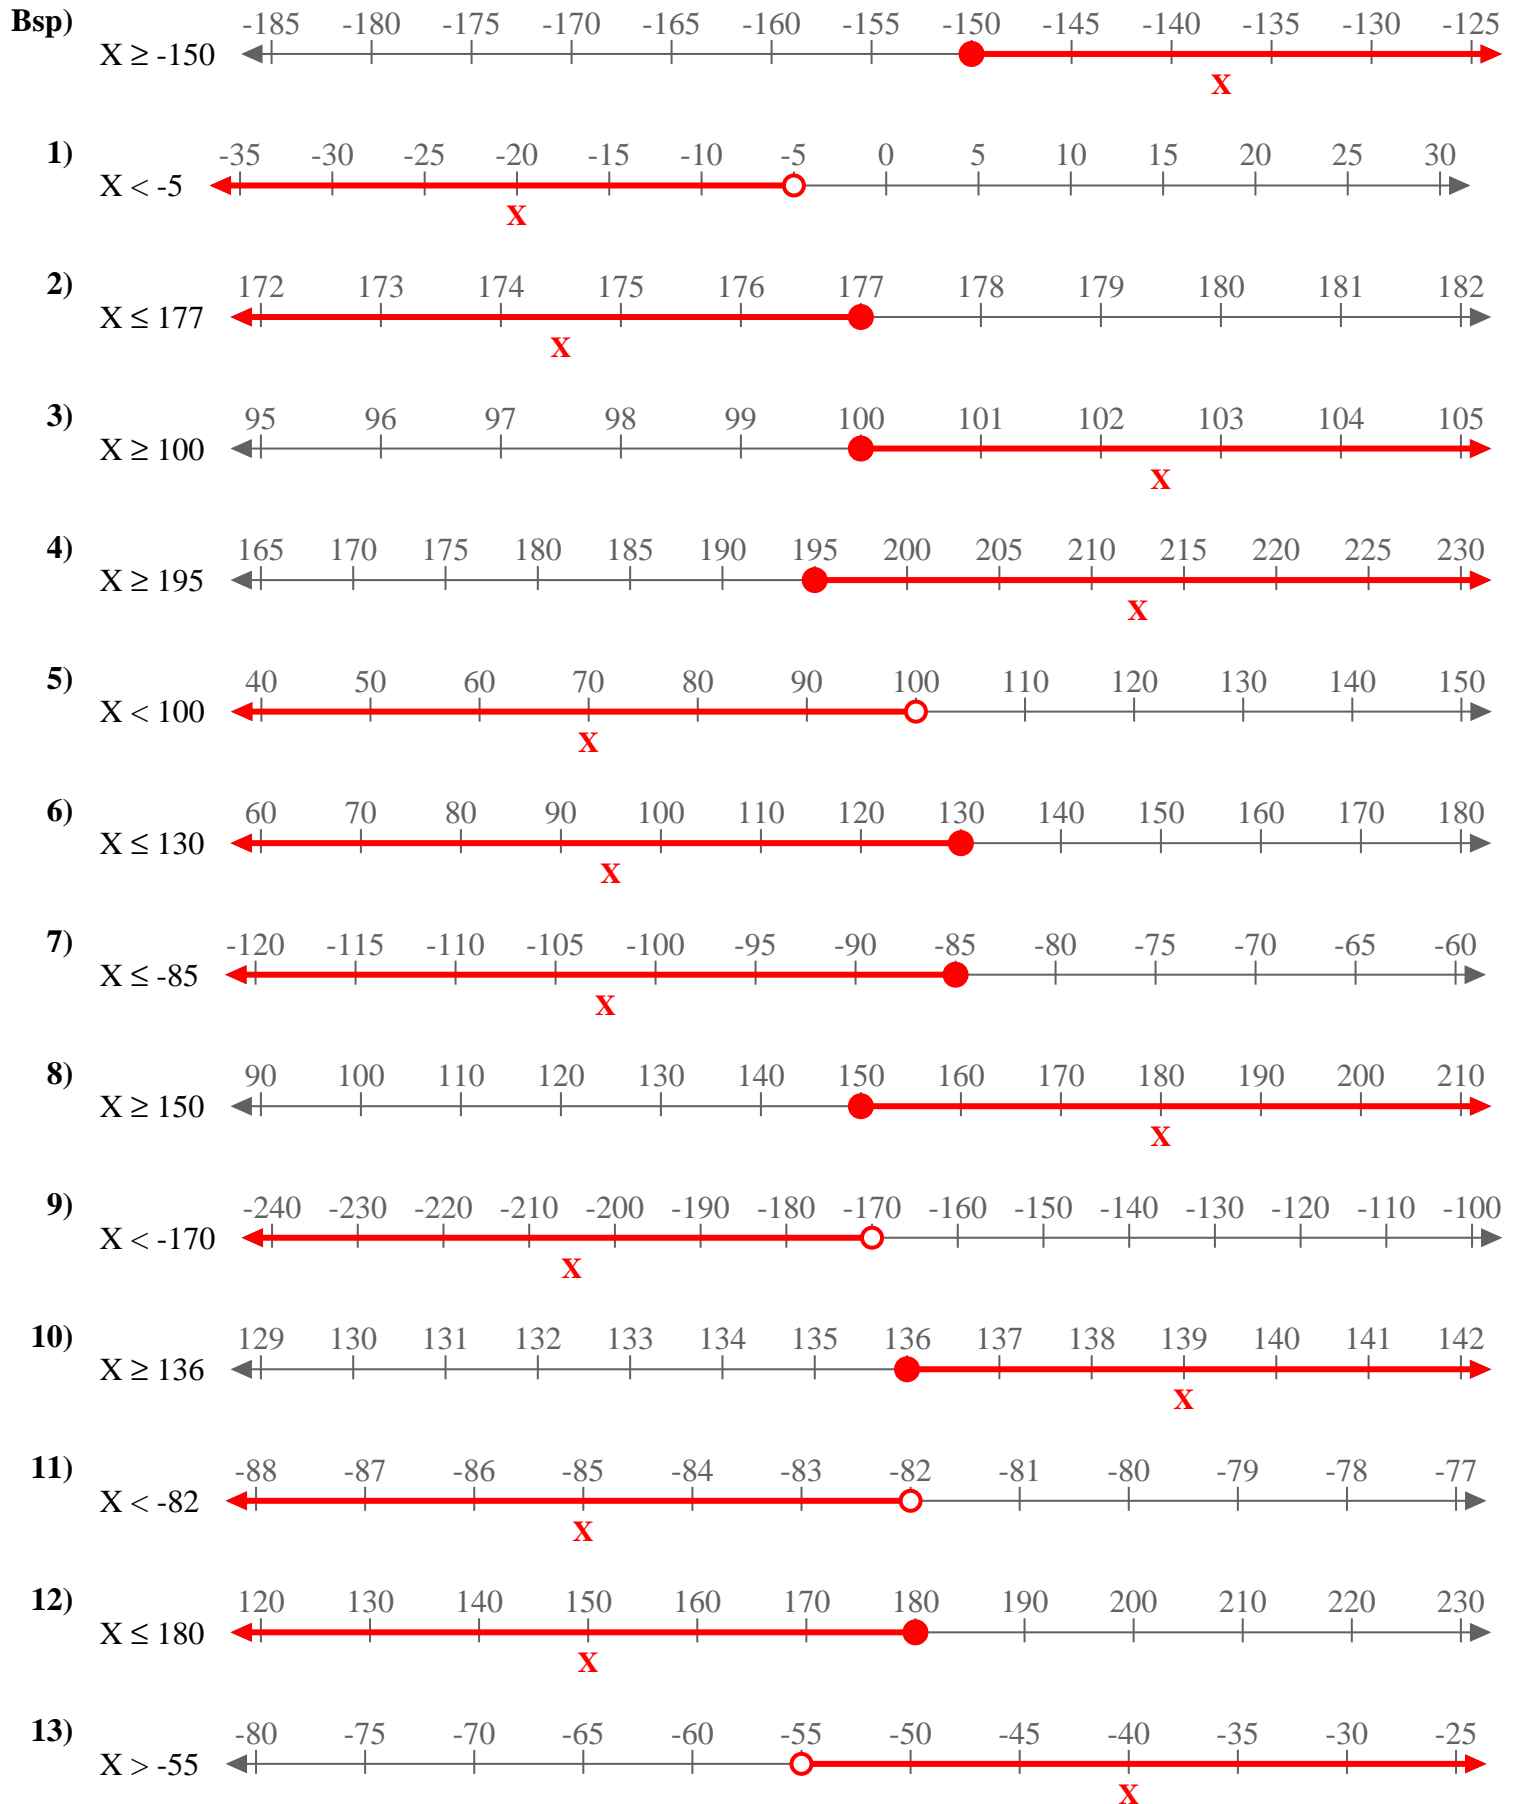 Bsp) -185 -180 -175 -170 -165 -160 -155 -150 -145 -140 -135 -130 -125
X ≥ -150
X
1) -35 -30 -25 -20 -15 -10 -5 0 5 10 15 20 25 30
X < -5
X
2) 172 173 174 175 176 177 178 179 180 181 182
X ≤ 177
X
3) 95 96 97 98 99 100 101 102 103 104 105
X ≥ 100
X
4) 165 170 175 180 185 190 195 200 205 210 215 220 225 230
X ≥ 195
X
5) 40 50 60 70 80 90 100 110 120 130 140 150
X < 100
X
6) 60 70 80 90 100 110 120 130 140 150 160 170 180
X ≤ 130
X
7) -120 -115 -110 -105 -100 -95 -90 -85 -80 -75 -70 -65 -60
X ≤ -85
X
8) 90 100 110 120 130 140 150 160 170 180 190 200 210
X ≥ 150
X
9) -240 -230 -220 -210 -200 -190 -180 -170 -160 -150 -140 -130 -120 -110 -100
X < -170
X
10) 129 130 131 132 133 134 135 136 137 138 139 140 141 142
X ≥ 136
X
11) -88 -87 -86 -85 -84 -83 -82 -81 -80 -79 -78 -77
X < -82
X
12) 120 130 140 150 160 170 180 190 200 210 220 230
X ≤ 180
X
13) -80 -75 -70 -65 -60 -55 -50 -45 -40 -35 -30 -25
X > -55
X